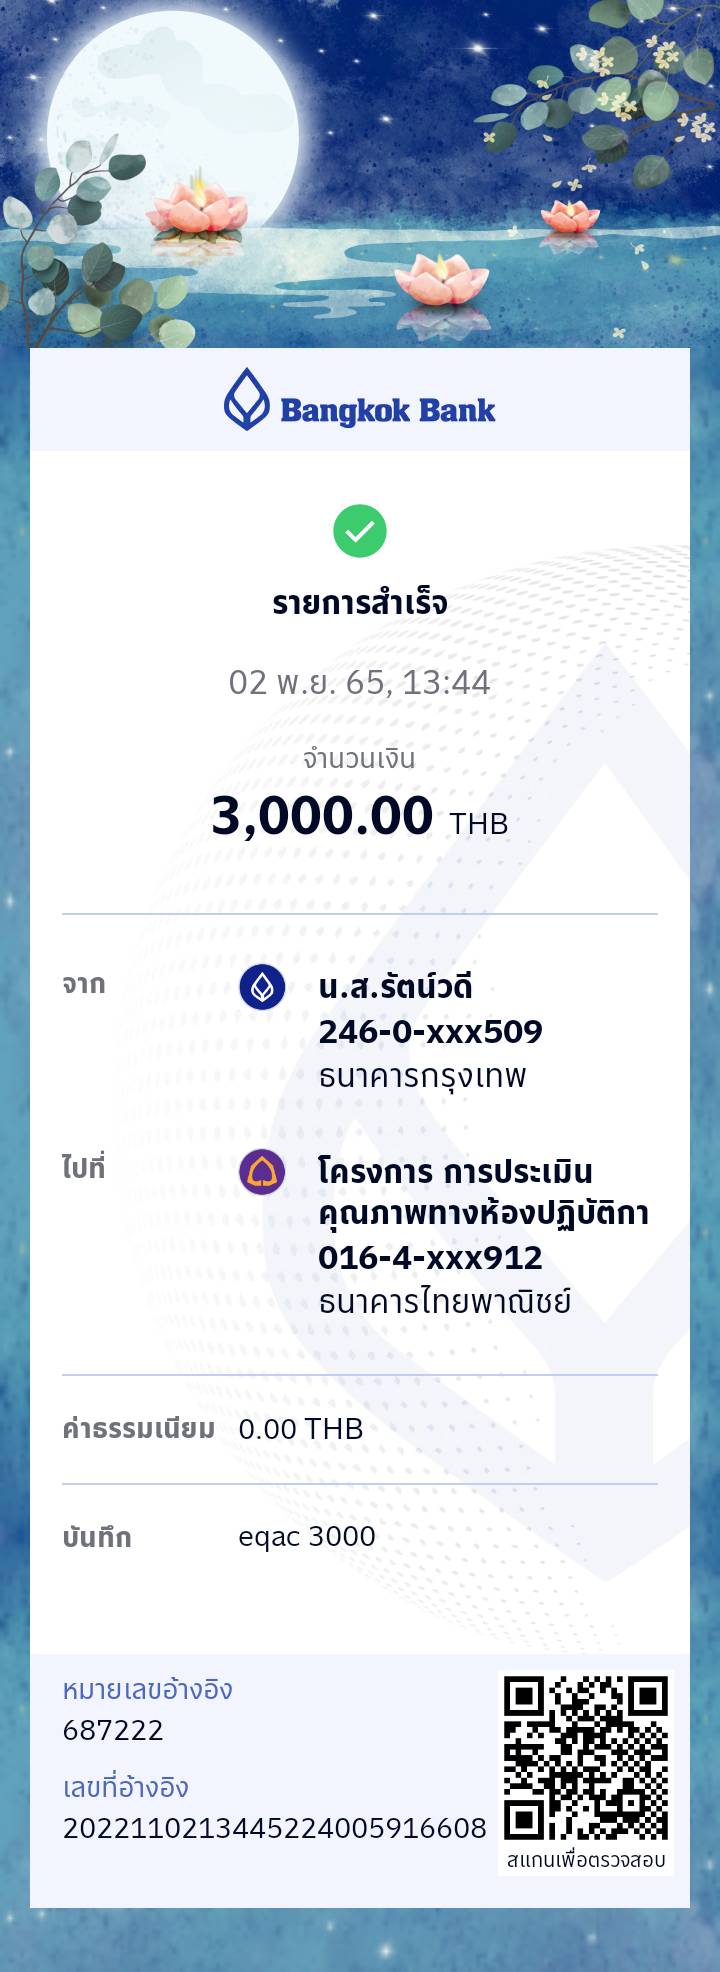 Bangkok Bank
รายการสำเร็จ
02 พ.ย. 65, 13:44
จำนวนเงิน
3,000.00 THB
จาก
น.ส.รัตน์วดี
246-0-xxx509
ธนาคารกรุงเทพ
ไปที่
โครงการ การประเมิน
คุณภาพทางห้องปฏิบัติกา
016-4-xxx912
ธนาคารไทยพาณิชย์
ค่าธรรมเนียม 0.00 THB
บันทึก eqac 3000
หมายเลขอ้างอิง
687222
เลขที่อ้างอิง
2022110213445224005916608
สแกนเพื่อตรวจสอบ